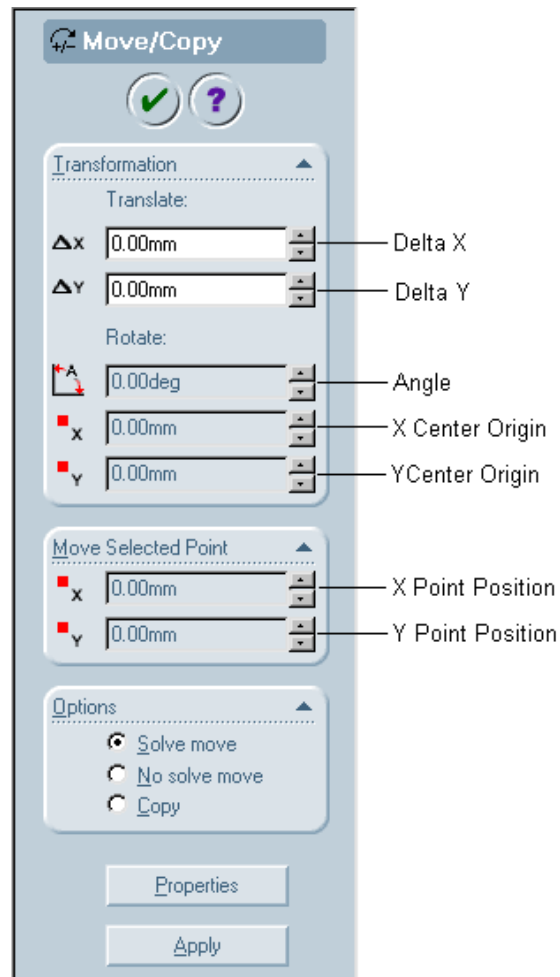 Move/Copy
?
Transformation
Translate:
ΔX 0.00mm Delta X
ΔY 0.00mm Delta Y
Rotate:
A 0.00deg Angle
X 0.00mm X Center Origin
Y 0.00mm YCenter Origin
Move Selected Point
X 0.00mm X Point Position
Y 0.00mm Y Point Position
Options
Solve move
No solve move
Copy
Properties
Apply